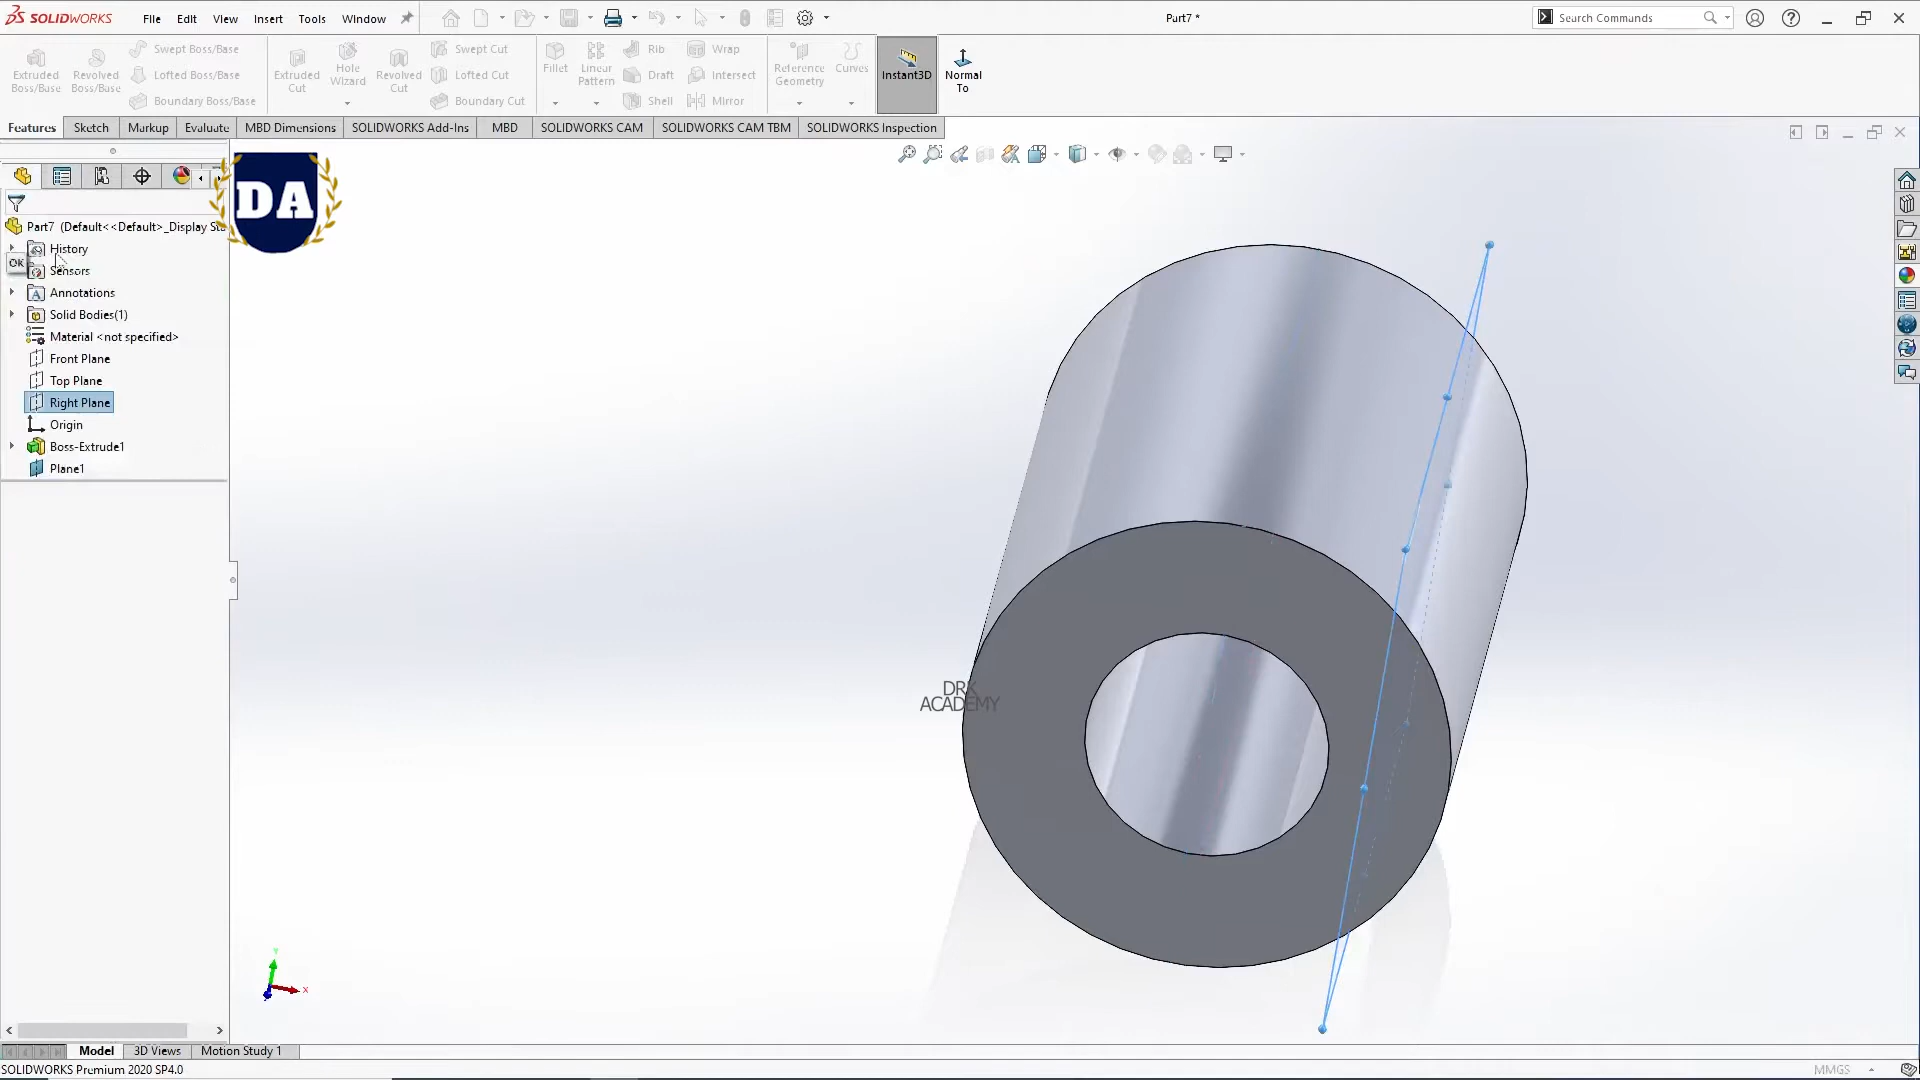 SOLIDWORKS
File Edit View Insert Tools Window
Part7 *
Search Commands
Extruded Boss/Base
Revolved Boss/Base
Swept Boss/Base
Lofted Boss/Base
Boundary Boss/Base
Extruded Cut
Hole Wizard
Revolved Cut
Swept Cut
Lofted Cut
Boundary Cut
Fillet
Linear Pattern
Rib
Draft
Shell
Wrap
Intersect
Mirror
Reference Geometry
Curves
Instant3D
Normal To
Features Sketch Markup Evaluate MBD Dimensions SOLIDWORKS Add-Ins MBD SOLIDWORKS CAM SOLIDWORKS CAM TBM SOLIDWORKS Inspection
DA
Part7 (Default<<Default>_Display Sta
History
OK
Sensors
Annotations
Solid Bodies(1)
Material <not specified>
Front Plane
Top Plane
Right Plane
Origin
Boss-Extrude1
Plane1
DRK
ACADEMY
Y
X
Model 3D Views Motion Study 1
SOLIDWORKS Premium 2020 SP4.0
MMGS